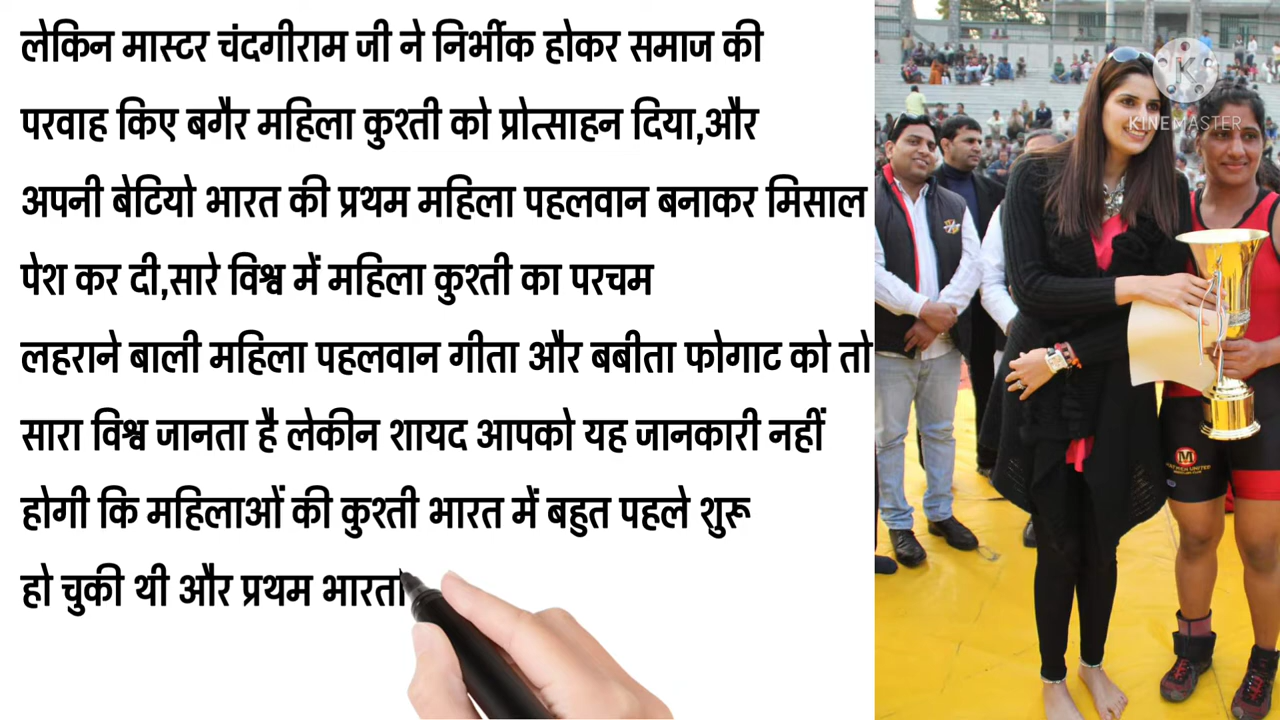 लेकिन मास्टर चंदगीराम जी ने निर्भीक होकर समाज की
परवाह किए बगैर महिला कुश्ती को प्रोत्साहन दिया,और
अपनी बेटियो भारत की प्रथम महिला पहलवान बनाकर मिसाल
पेश कर दी,सारे विश्व में महिला कुश्ती का परचम
लहराने बाली महिला पहलवान गीता और बबीता फोगाट को तो
सारा विश्व जानता है लेकीन शायद आपको यह जानकारी नहीं
होगी कि महिलाओं की कुश्ती भारत में बहुत पहले शुरू
हो चुकी थी और प्रथम भारता
K
KINEMASTER
M